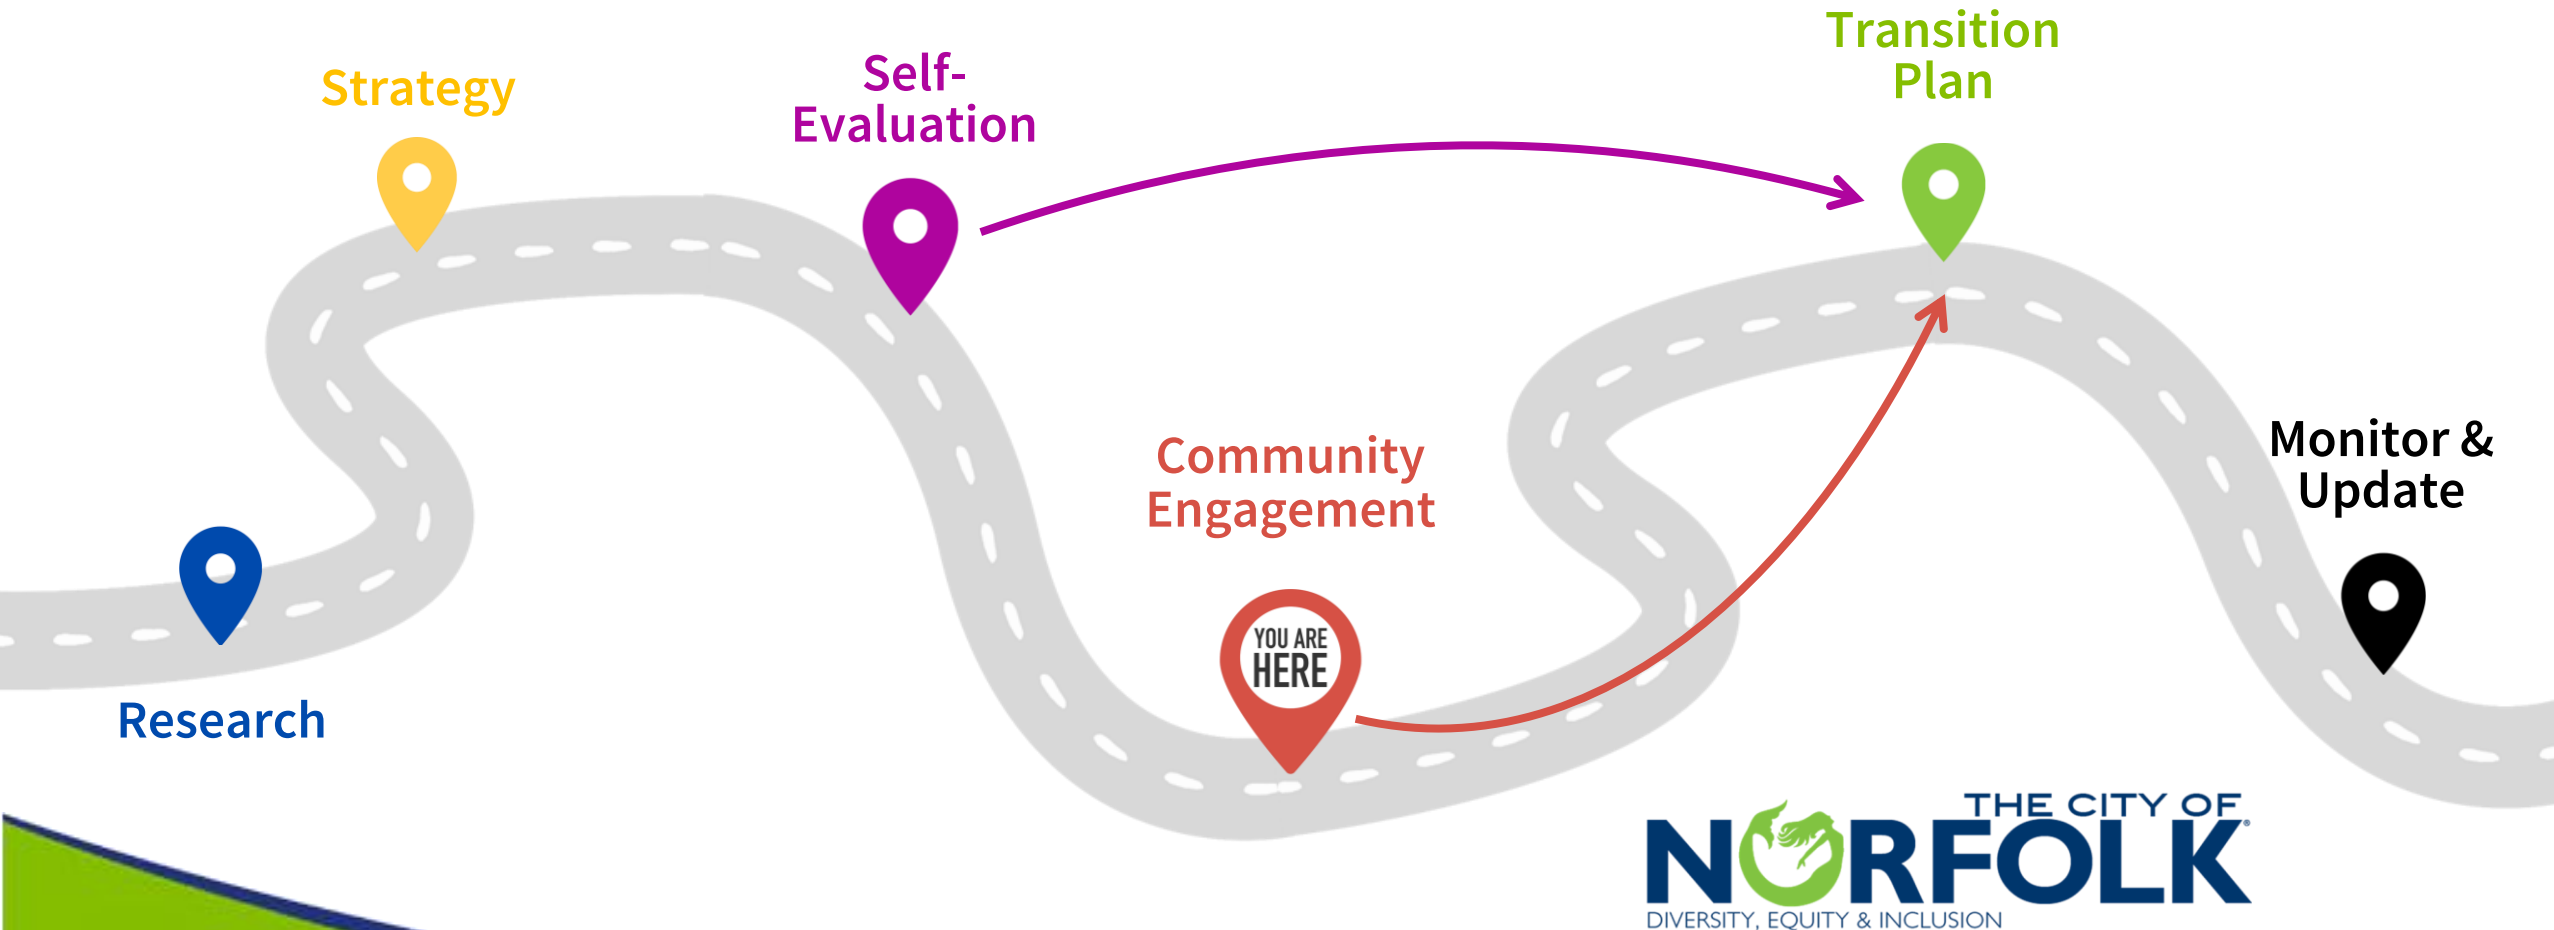 Transition
Plan
Self-
Evaluation
Strategy
Monitor &
Update
Community
Engagement
YOU ARE
HERE
Research
THE CITY OF
NORFOLK
DIVERSITY, EQUITY & INCLUSION